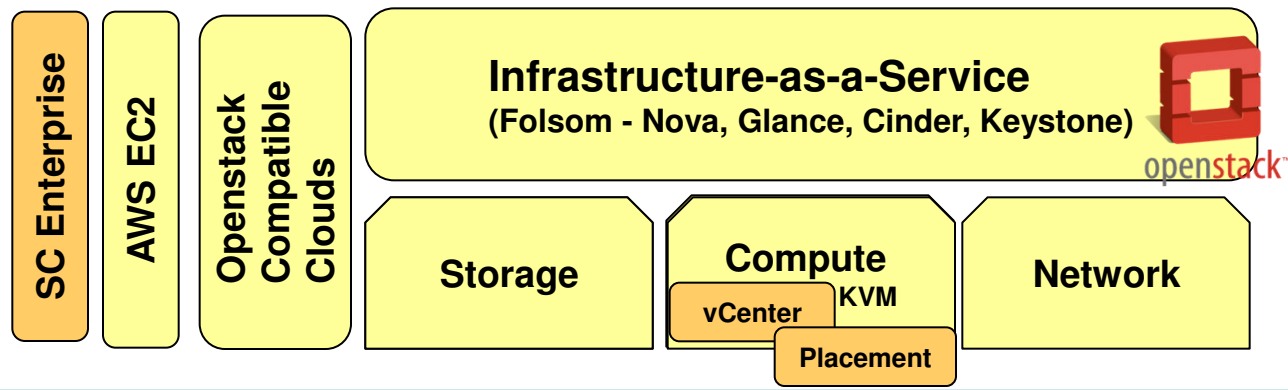 SC Enterprise
AWS EC2
Openstack
Compatible
Clouds
Infrastructure-as-a-Service
(Folsom - Nova, Glance, Cinder, Keystone)
openstack™
Storage
Compute
KVM
vCenter
Placement
Network